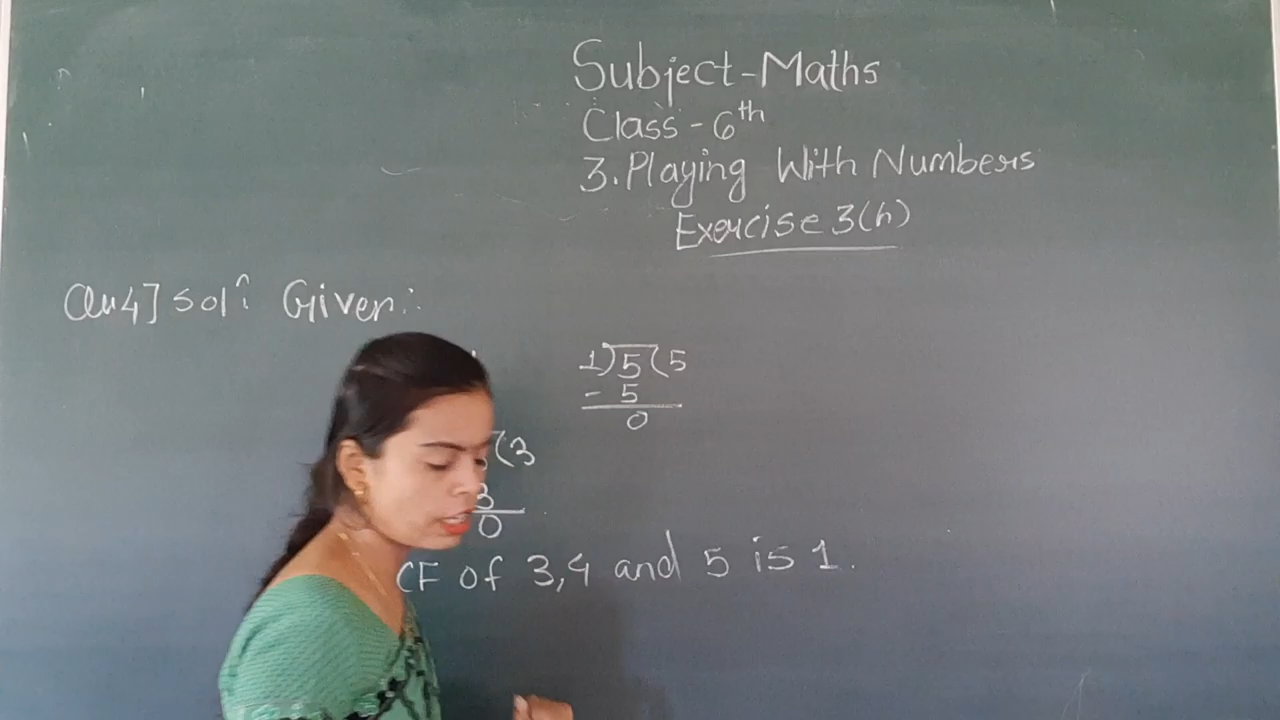 Subject-Maths
Class-6th
3.Playing With Numbers
Exercise 3(h)
Qu4] soln: Given:
1)5(5
-5
0
(3
3
0
CF of 3,4 and 5 is 1.